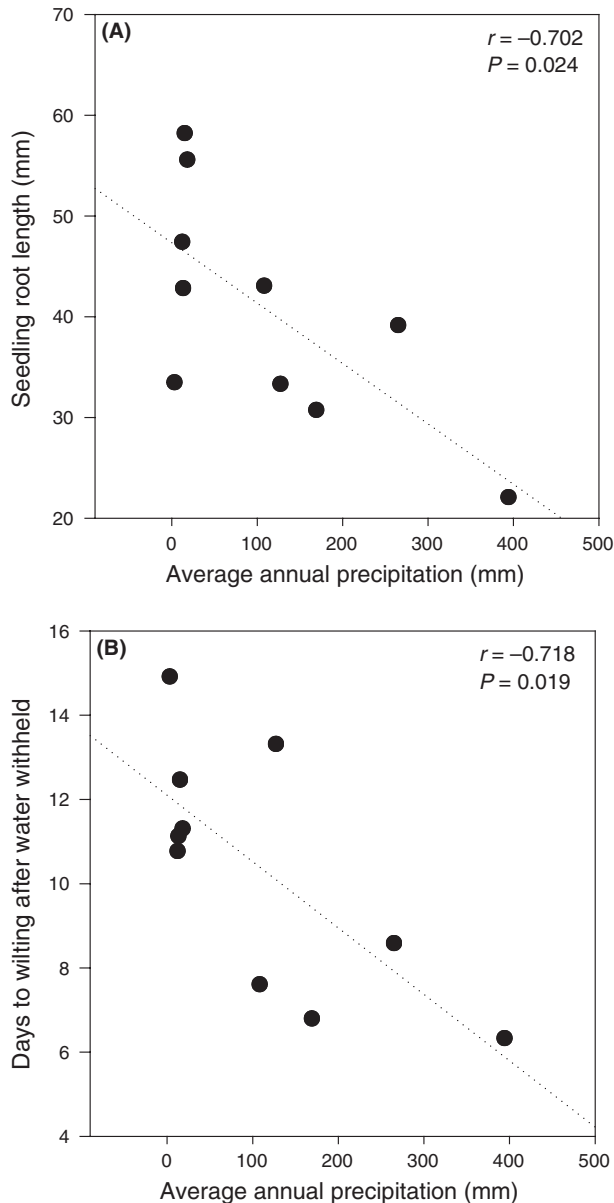 (A)
r = –0.702
P = 0.024
70
60
50
40
30
20
Seedling root length (mm)
0 100 200 300 400 500
Average annual precipitation (mm)
(B)
r = –0.718
P = 0.019
16
14
12
10
8
6
4
Days to wilting after water withheld
0 100 200 300 400 500
Average annual precipitation (mm)